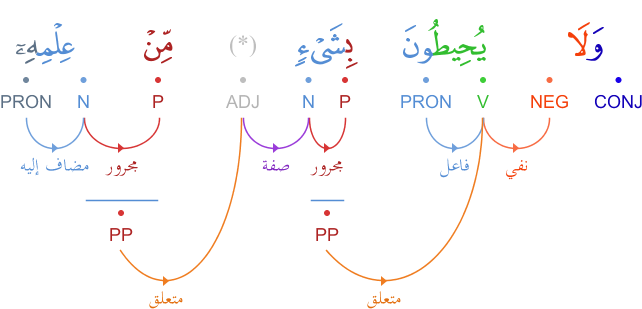 وَلَا يُحِيطُونَ بِشَىْءٍ (*) مِّنْ عِلْمِهِۦٓ
CONJ NEG V PRON P N ADJ P N PRON
نفي فاعل مجرور صفة مجرور مضاف إليه
PP PP
متعلق متعلق